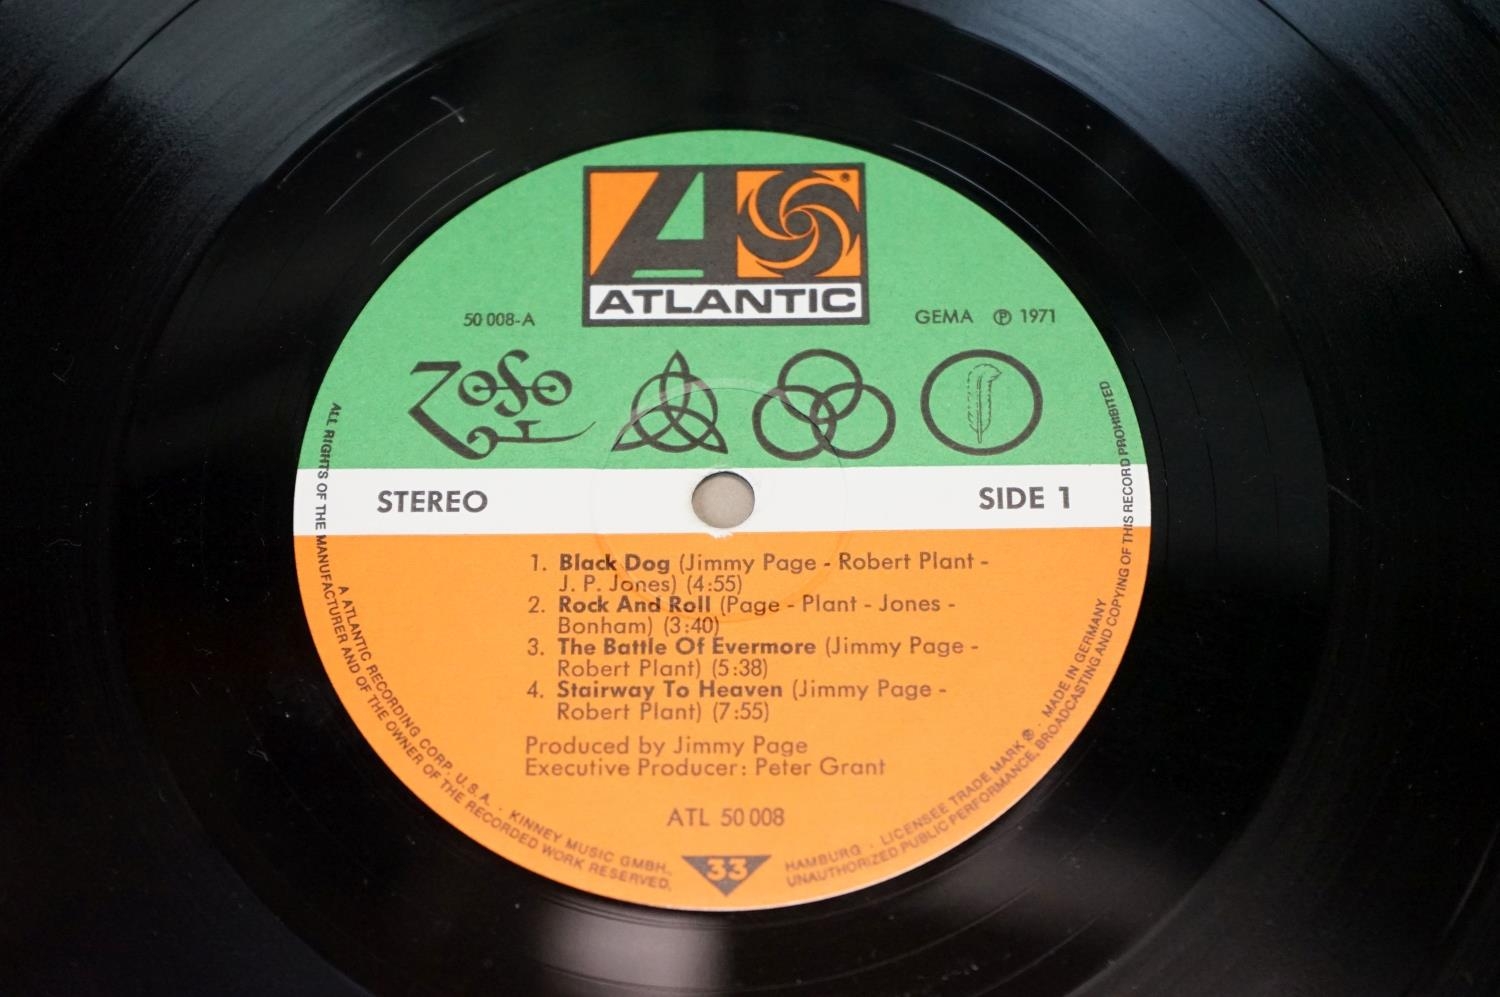 ATLANTIC
®
50 008-A
GEMA ℗ 1971
STEREO
SIDE 1
1. Black Dog (Jimmy Page - Robert Plant -
J. P. Jones) (4:55)
2. Rock And Roll (Page - Plant - Jones -
Bonham) (3:40)
3. The Battle Of Evermore (Jimmy Page -
Robert Plant) (5:38)
4. Stairway To Heaven (Jimmy Page -
Robert Plant) (7:55)
Produced by Jimmy Page
Executive Producer: Peter Grant
ATL 50 008
33
ALL RIGHTS OF THE MANUFACTURER AND OF THE OWNER OF THE RECORDED WORK RESERVED.
UNAUTHORIZED PUBLIC PERFORMANCE, BROADCASTING AND COPYING OF THIS RECORD PROHIBITED
A ATLANTIC RECORDING CORP. U.S.A. · KINNEY MUSIC GMBH.,
HAMBURG · LICENSEE TRADE MARK ® · MADE IN GERMANY